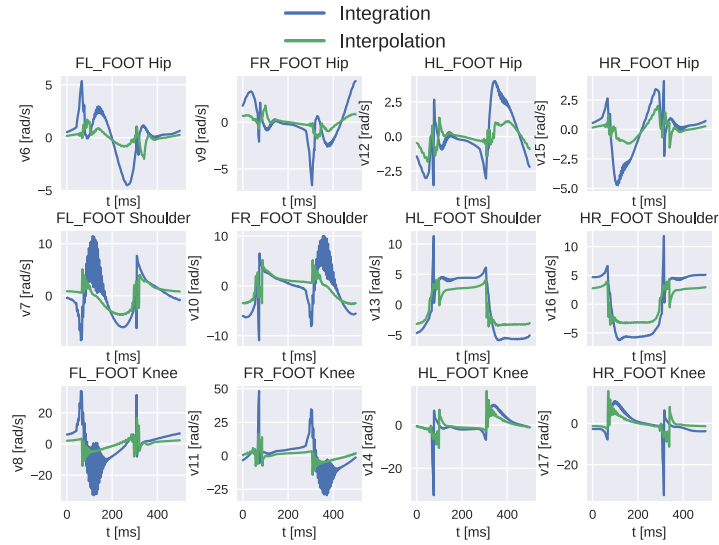 Integration
Interpolation
FL_FOOT Hip
FR_FOOT Hip
HL_FOOT Hip
HR_FOOT Hip
v6 [rad/s]
5
0
−5
t [ms]
v9 [rad/s]
0
−5
t [ms]
v12 [rad/s]
2.5
0.0
−2.5
t [ms]
v15 [rad/s]
2.5
0.0
−2.5
−5.0
t [ms]
FL_FOOT Shoulder
FR_FOOT Shoulder
HL_FOOT Shoulder
HR_FOOT Shoulder
v7 [rad/s]
10
0
t [ms]
v10 [rad/s]
10
0
−10
t [ms]
v13 [rad/s]
10
5
0
−5
t [ms]
v16 [rad/s]
10
5
0
−5
t [ms]
FL_FOOT Knee
FR_FOOT Knee
HL_FOOT Knee
HR_FOOT Knee
v8 [rad/s]
20
0
−20
0 200 400
t [ms]
v11 [rad/s]
50
25
0
−25
0 200 400
t [ms]
v14 [rad/s]
0
−20
0 200 400
t [ms]
v17 [rad/s]
0
−20
0 200 400
t [ms]